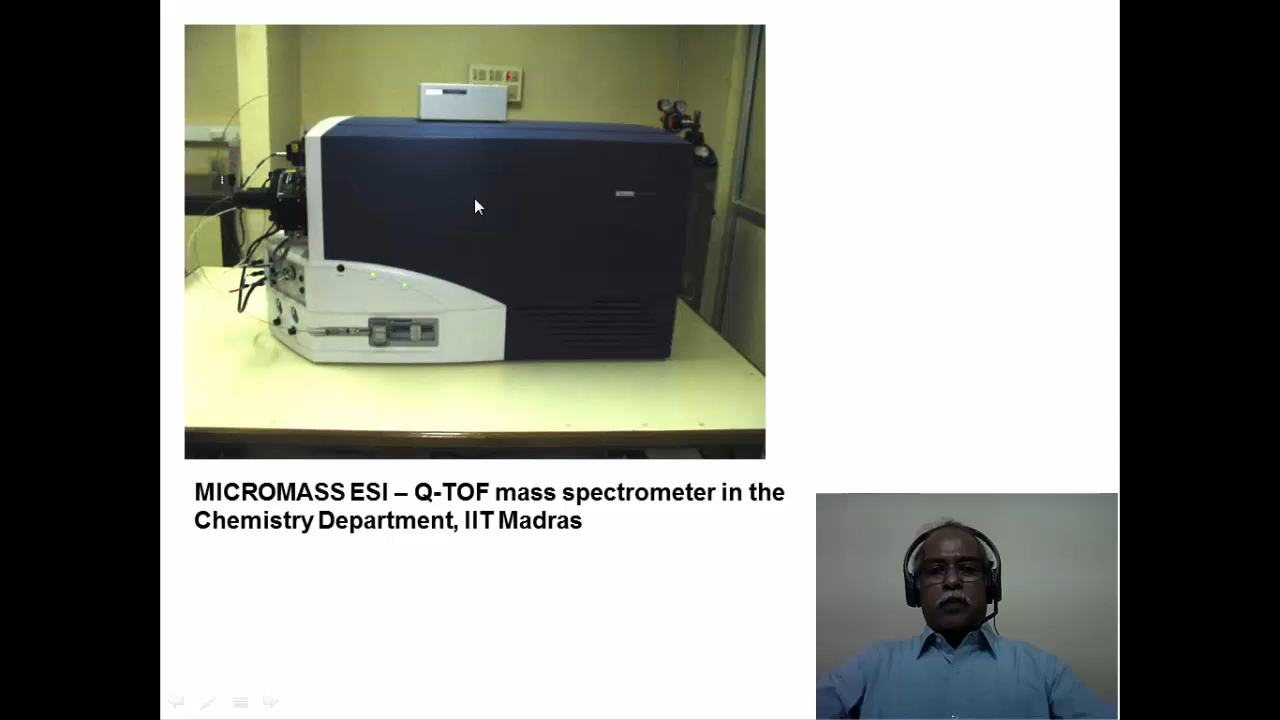 MICROMASS ESI – Q-TOF mass spectrometer in the
Chemistry Department, IIT Madras